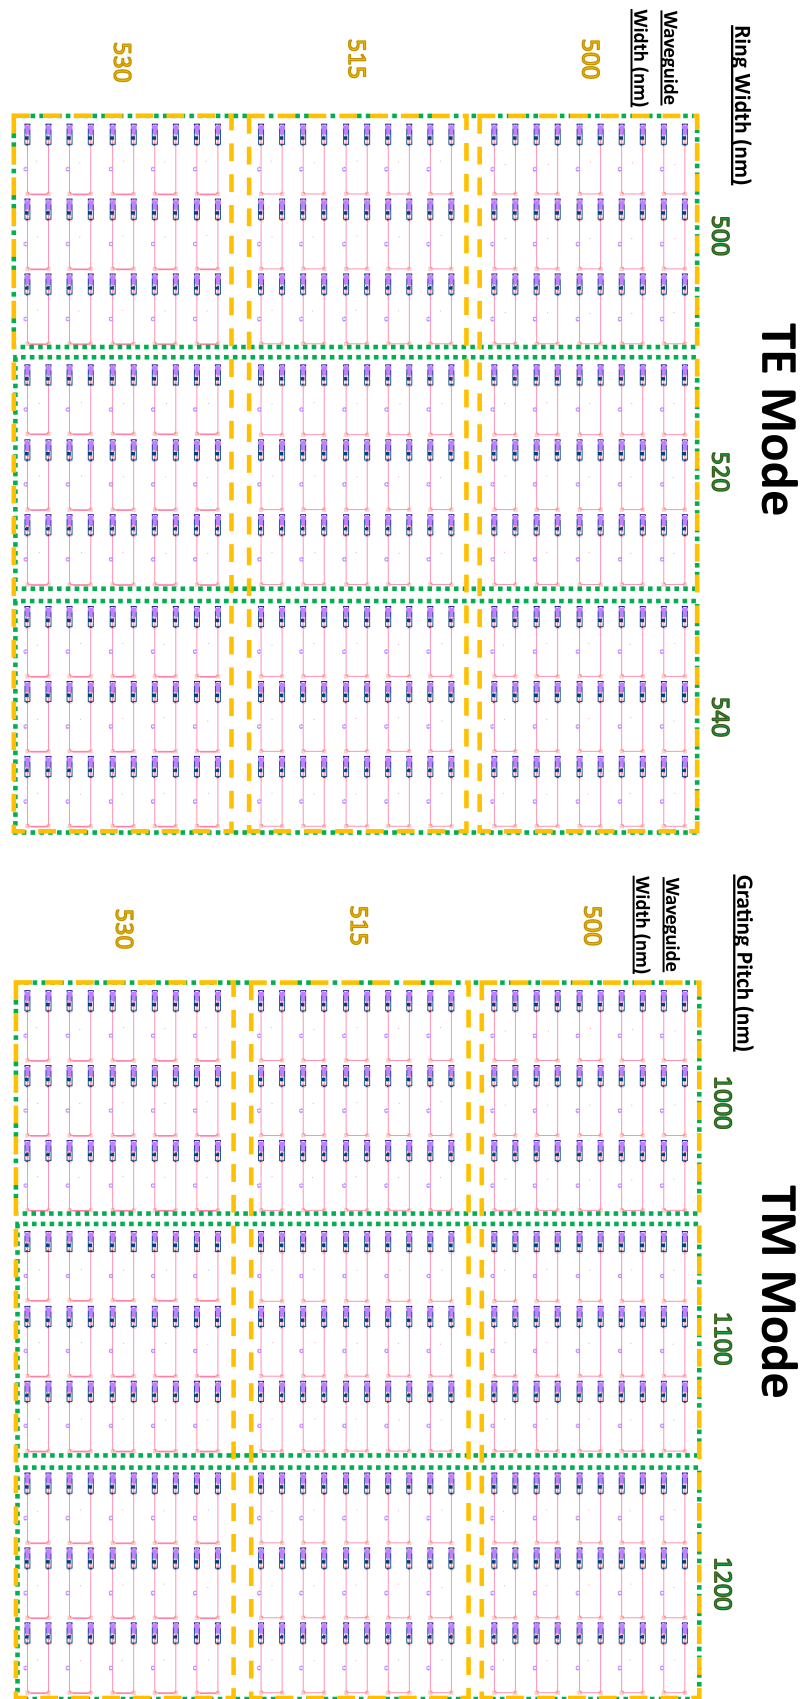 TE Mode
Ring Width (nm)
500
520
540
Waveguide
Width (nm)
500
515
530
TM Mode
Grating Pitch (nm)
1000
1100
1200
Waveguide
Width (nm)
500
515
530